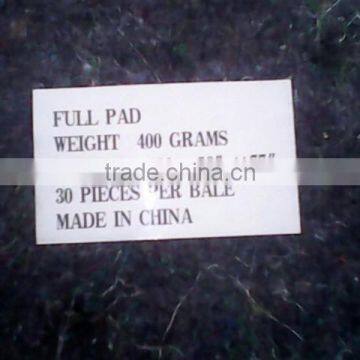 FULL PAD
WEIGHT 400 GRAMS
trade.china.cn
30 PIECES PER BALE
MADE IN CHINA